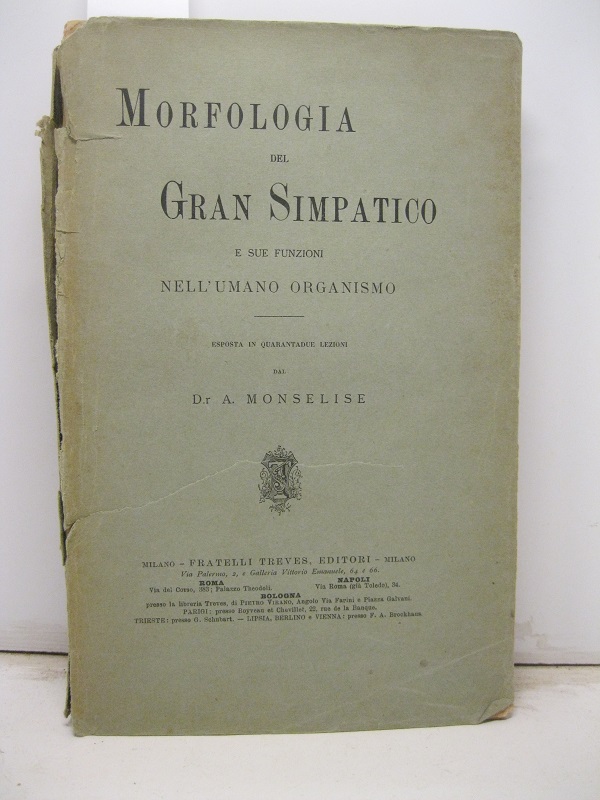 MORFOLOGIA
DEL
GRAN SIMPATICO
E SUE FUNZIONI
NELL'UMANO ORGANISMO
ESPOSTA IN QUARANTADUE LEZIONI
DAL
D.r A. MONSELISE
MILANO – FRATELLI TREVES, EDITORI – MILANO
Via Palermo, 2, e Galleria Vittorio Emanuele, 64 e 66.
ROMA NAPOLI
Via del Corso, 383; Palazzo Theodoli. Via Roma (già Toledo), 34.
BOLOGNA
presso la libreria Treves, di PIETRO VIRANO, Angolo Via Farini e Piazza Galvani.
PARIGI: presso Boyveau et Chevillet, 22, rue de la Banque.
TRIESTE: presso G. Schubart. – LIPSIA, BERLINO e VIENNA: presso F. A. Brockhaus